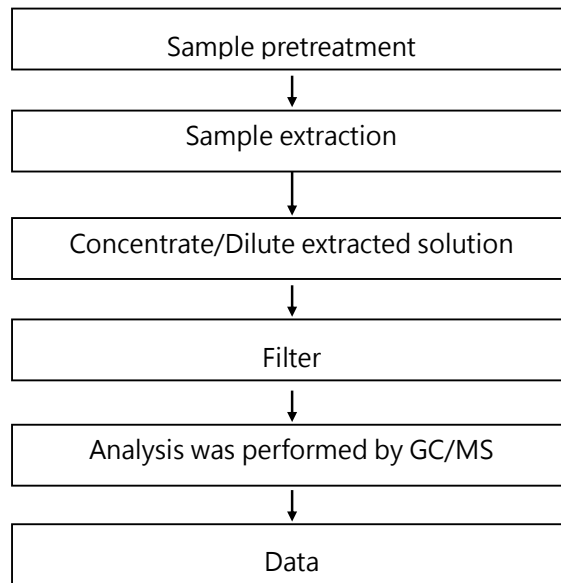 Sample pretreatment
Sample extraction
Concentrate/Dilute extracted solution
Filter
Analysis was performed by GC/MS
Data